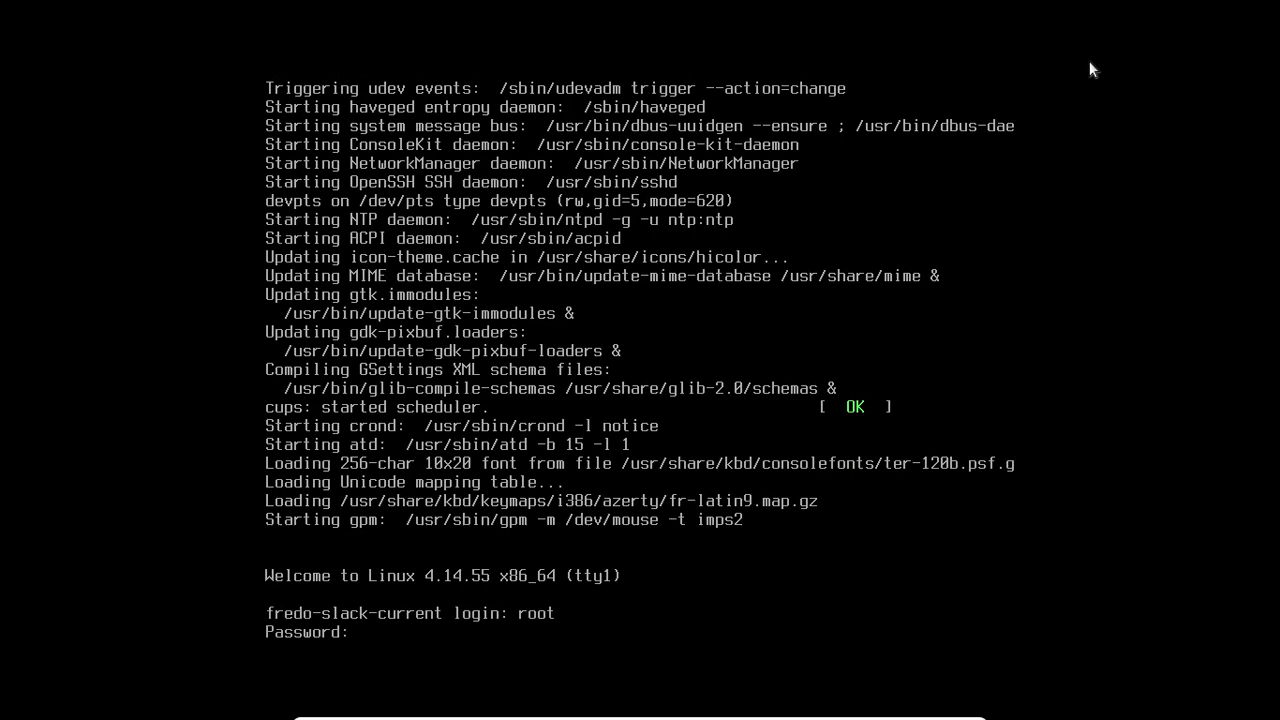 Triggering udev events:  /sbin/udevadm trigger --action=change
Starting haveged entropy daemon:  /sbin/haveged
Starting system message bus:  /usr/bin/dbus-uuidgen --ensure ; /usr/bin/dbus-dae
Starting ConsoleKit daemon:  /usr/sbin/console-kit-daemon
Starting NetworkManager daemon:  /usr/sbin/NetworkManager
Starting OpenSSH SSH daemon:  /usr/sbin/sshd
devpts on /dev/pts type devpts (rw,gid=5,mode=620)
Starting NTP daemon:  /usr/sbin/ntpd -g -u ntp:ntp
Starting ACPI daemon:  /usr/sbin/acpid
Updating icon-theme.cache in /usr/share/icons/hicolor...
Updating MIME database:  /usr/bin/update-mime-database /usr/share/mime &
Updating gtk.immodules:
  /usr/bin/update-gtk-immodules &
Updating gdk-pixbuf.loaders:
  /usr/bin/update-gdk-pixbuf-loaders &
Compiling GSettings XML schema files:
  /usr/bin/glib-compile-schemas /usr/share/glib-2.0/schemas &
cups: started scheduler.                                   [  OK  ]
Starting crond:  /usr/sbin/crond -l notice
Starting atd:  /usr/sbin/atd -b 15 -l 1
Loading 256-char 10x20 font from file /usr/share/kbd/consolefonts/ter-120b.psf.g
Loading Unicode mapping table...
Loading /usr/share/kbd/keymaps/i386/azerty/fr-latin9.map.gz
Starting gpm:  /usr/sbin/gpm -m /dev/mouse -t imps2
Welcome to Linux 4.14.55 x86_64 (tty1)
fredo-slack-current login: root
Password: